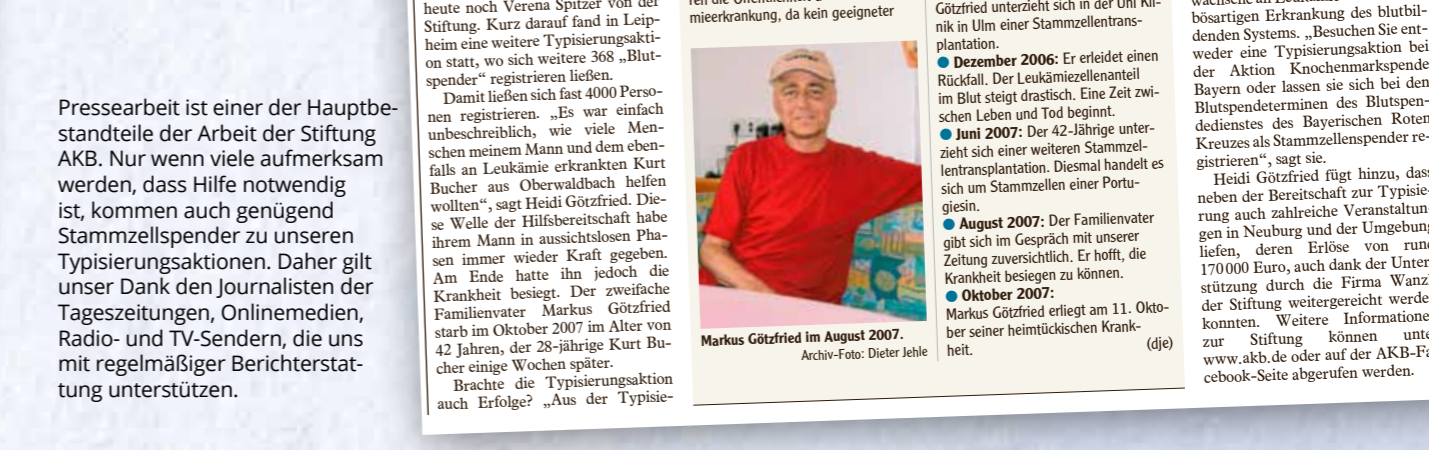 Pressearbeit ist einer der Hauptbe-
standteile der Arbeit der Stiftung
AKB. Nur wenn viele aufmerksam
werden, dass Hilfe notwendig
ist, kommen auch genügend
Stammzellspender zu unseren
Typisierungsaktionen. Daher gilt
unser Dank den Journalisten der
Tageszeitungen, Onlinemedien,
Radio- und TV-Sendern, die uns
mit regelmäßiger Berichterstat-
tung unterstützen.
heute noch Verena Spitzer von der
Stiftung. Kurz darauf fand in Leip-
heim eine weitere Typisierungsakti-
on statt, wo sich weitere 368 „Blut-
spender“ registrieren ließen.
Damit ließen sich fast 4000 Perso-
nen registrieren. „Es war einfach
unbeschreiblich, wie viele Men-
schen meinem Mann und dem eben-
falls an Leukämie erkrankten Kurt
Bucher aus Oberwaldbach helfen
wollten“, sagt Heidi Götzfried. Die-
se Welle der Hilfsbereitschaft habe
ihrem Mann in aussichtslosen Pha-
sen immer wieder Kraft gegeben.
Am Ende hatte ihn jedoch die
Krankheit besiegt. Der zweifache
Familienvater Markus Götzfried
starb im Oktober 2007 im Alter von
42 Jahren, der 28-jährige Kurt Bu-
cher einige Wochen später.
Brachte die Typisierungsaktion
auch Erfolge? „Aus der Typisie-
mieerkrankung, da kein geeigneter
Markus Götzfried im August 2007.
Archiv-Foto: Dieter Jehle
Götzfried unterzieht sich in der Uni Kli-
nik in Ulm einer Stammzellentrans-
plantation.
● Dezember 2006: Er erleidet einen
Rückfall. Der Leukämiezellenanteil
im Blut steigt drastisch. Eine Zeit zwi-
schen Leben und Tod beginnt.
● Juni 2007: Der 42-Jährige unter-
zieht sich einer weiteren Stammzel-
lentransplantation. Diesmal handelt es
sich um Stammzellen einer Portu-
giesin.
● August 2007: Der Familienvater
gibt sich im Gespräch mit unserer
Zeitung zuversichtlich. Er hofft, die
Krankheit besiegen zu können.
● Oktober 2007:
Markus Götzfried erliegt am 11. Okto-
ber seiner heimtückischen Krank-
heit. (dje)
bösartigen Erkrankung des blutbil-
denden Systems. „Besuchen Sie ent-
weder eine Typisierungsaktion bei
der Aktion Knochenmarkspende
Bayern oder lassen sie sich bei den
Blutspendeterminen des Blutspen-
dedienstes des Bayerischen Roten
Kreuzes als Stammzellenspender re-
gistrieren“, sagt sie.
Heidi Götzfried fügt hinzu, dass
neben der Bereitschaft zur Typisie-
rung auch zahlreiche Veranstaltun-
gen in Neuburg und der Umgebung
liefen, deren Erlöse von rund
170 000 Euro, auch dank der Unter
stützung durch die Firma Wanzl
der Stiftung weitergereicht werde
konnten. Weitere Informatione
zur Stiftung können unte
www.akb.de oder auf der AKB-Fa
cebook-Seite abgerufen werden.